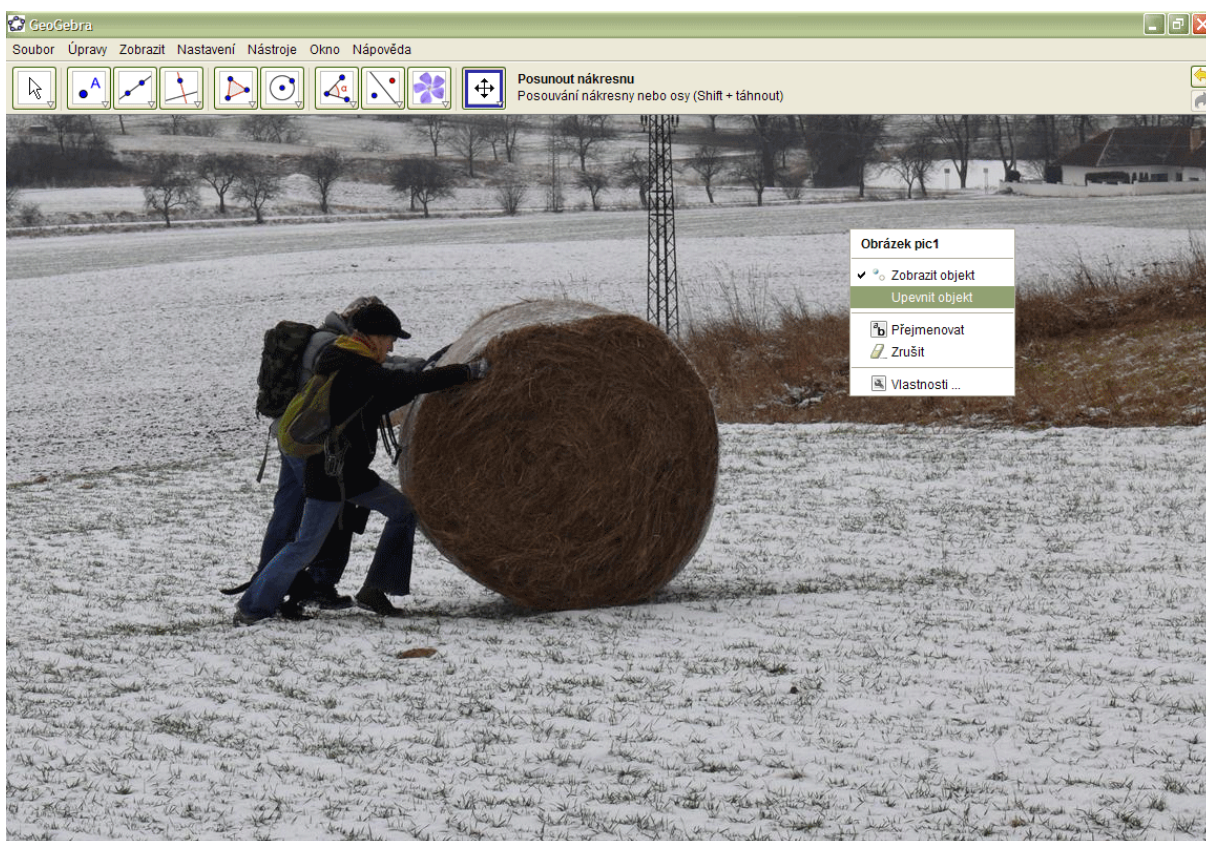 GeoGebra
Soubor Úpravy Zobrazit Nastavení Nástroje Okno Nápověda
A
α
Posunout nákresnu
Posouvání nákresny nebo osy (Shift + táhnout)
Obrázek pic1
Zobrazit objekt
Upevnit objekt
ab Přejmenovat
Zrušit
Vlastnosti ...